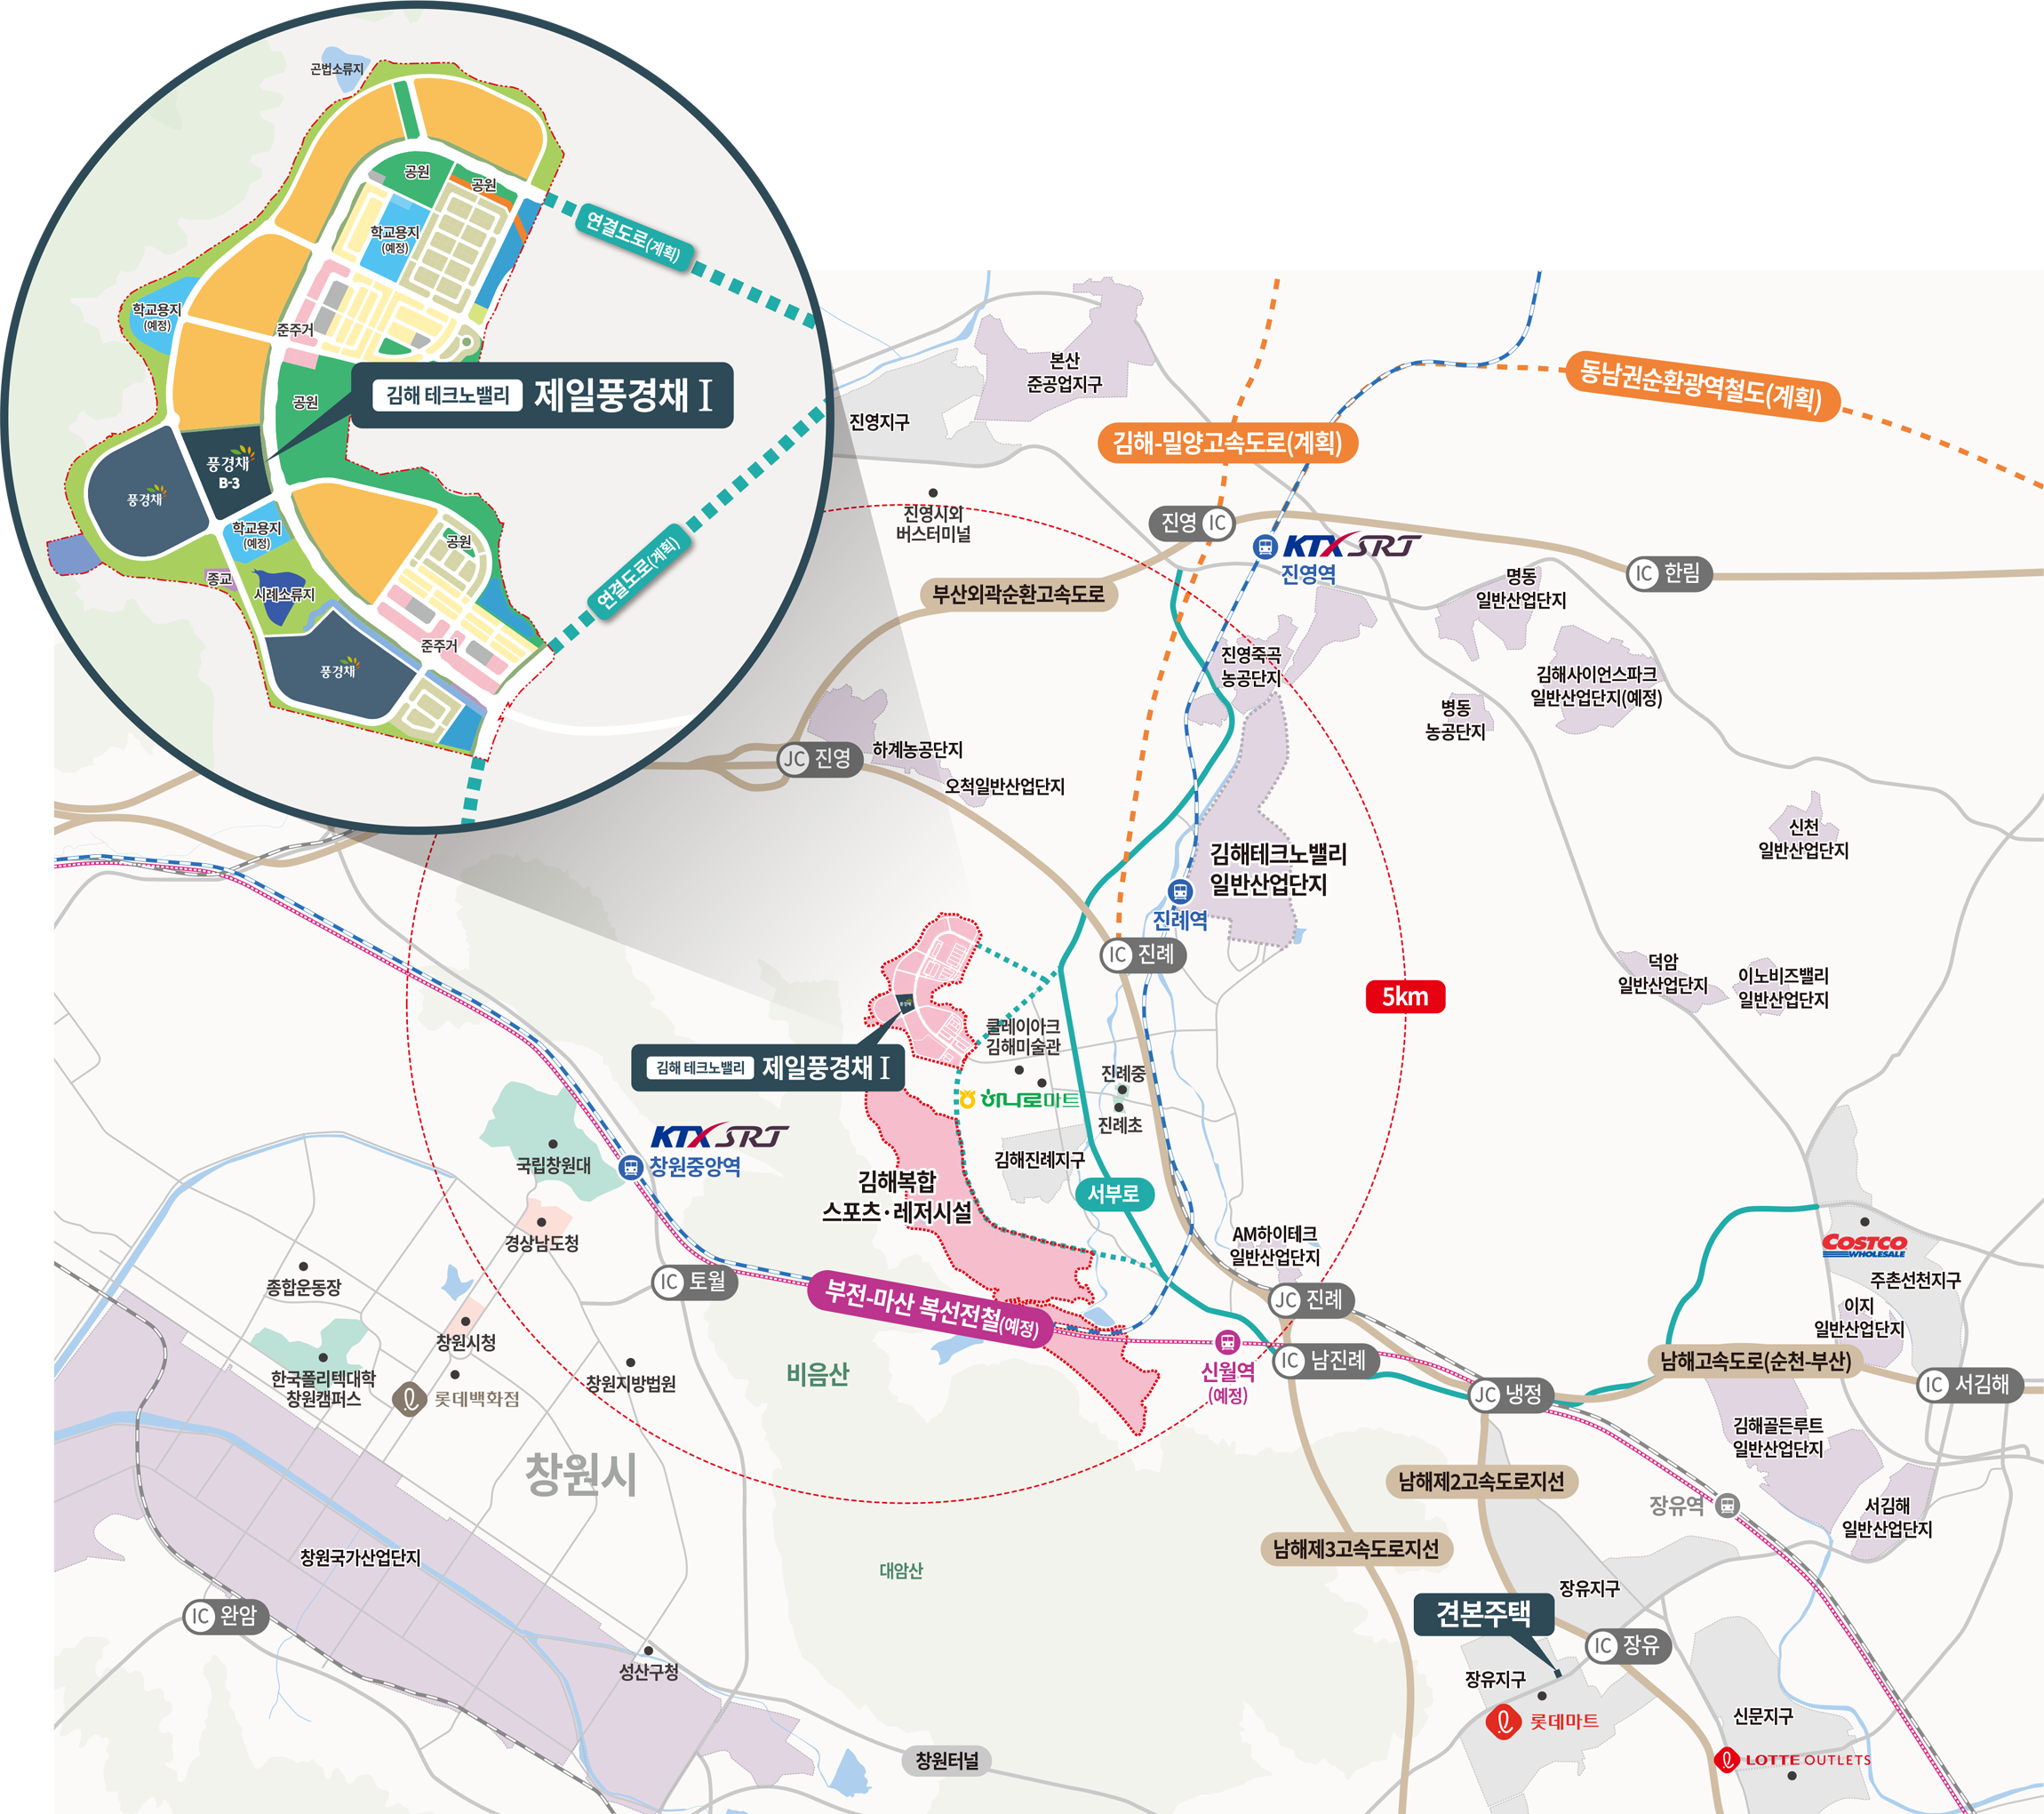 곤법소류지
공원
공원
학교용지
(예정)
연결도로(계획)
학교용지
(예정)
준주거
김해 테크노밸리 제일풍경채 I
공원
풍경채
B-3
풍경채
학교용지
(예정)
공원
종교
시례소류지
연결도로(계획)
준주거
풍경채
본산
준공업지구
진영지구
동남권순환광역철도(계획)
김해-밀양고속도로(계획)
진영시외
버스터미널
진영 IC
KTX SRT
진영역
IC 한림
부산외곽순환고속도로
명동
일반산업단지
진영죽곡
농공단지
김해사이언스파크
일반산업단지(예정)
병동
농공단지
JC 진영
하계농공단지
오척일반산업단지
신천
일반산업단지
김해테크노밸리
일반산업단지
진례역
IC 진례
덕암
일반산업단지
이노비즈밸리
일반산업단지
5km
풍경채
클레이아크
김해미술관
김해 테크노밸리 제일풍경채 I
진례중
하나로마트
진례초
KTX SRT
창원중앙역
국립창원대
김해진례지구
김해복합
스포츠·레저시설
서부로
경상남도청
AM하이테크
일반산업단지
COSTCO
WHOLESALE
주촌선천지구
종합운동장
IC 토월
부전-마산 복선전철(예정)
JC 진례
이지
일반산업단지
창원시청
비음산
신월역
(예정)
IC 남진례
남해고속도로(순천-부산)
한국폴리텍대학
창원캠퍼스
롯데백화점
창원지방법원
JC 냉정
IC 서김해
김해골든루트
일반산업단지
창원시
남해제2고속도로지선
장유역
서김해
일반산업단지
창원국가산업단지
남해제3고속도로지선
대암산
장유지구
IC 완암
견본주택
IC 장유
성산구청
장유지구
롯데마트
신문지구
창원터널
LOTTE OUTLETS